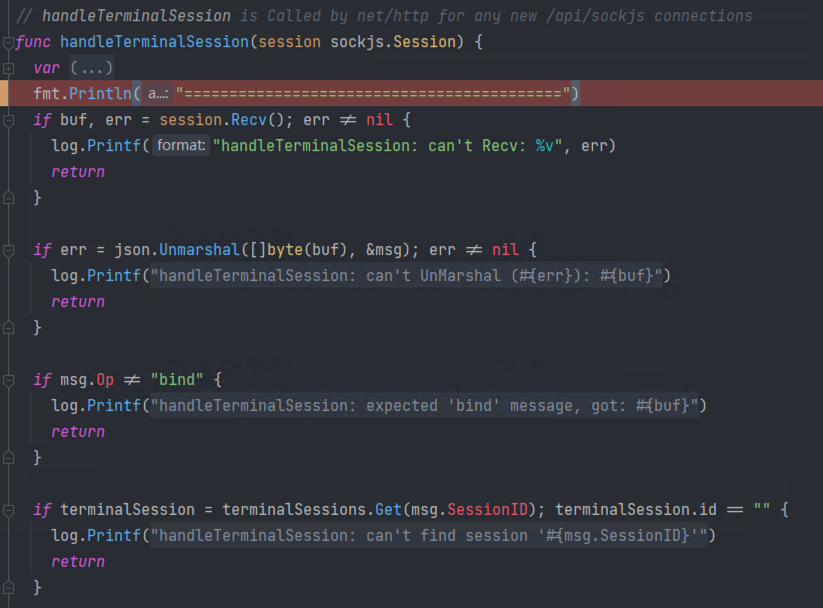 // handleTerminalSession is Called by net/http for any new /api/sockjs connections
func handleTerminalSession(session sockjs.Session) {
var (...)
fmt.Println( a...: "==========================================")
if buf, err = session.Recv(); err ≠ nil {
log.Printf( format: "handleTerminalSession: can't Recv: %v", err)
return
}
if err = json.Unmarshal([]byte(buf), &msg); err ≠ nil {
log.Printf("handleTerminalSession: can't UnMarshal (#{err}): #{buf}")
return
}
if msg.Op ≠ "bind" {
log.Printf("handleTerminalSession: expected 'bind' message, got: #{buf}")
return
}
if terminalSession = terminalSessions.Get(msg.SessionID); terminalSession.id == "" {
log.Printf("handleTerminalSession: can't find session '#{msg.SessionID}'")
return
}